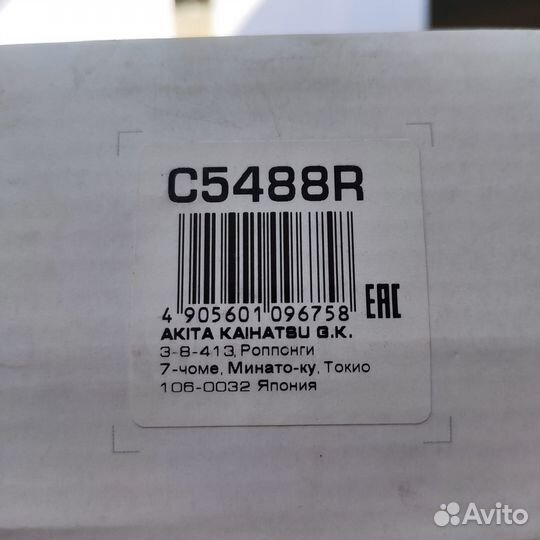 C5488R
4 905601 096758 EAC
AKITA KAIHATSU G.K.
3-8-413, Роппонги
7-чоме, Минато-ку, Токио
106-0032 Япония
Avito